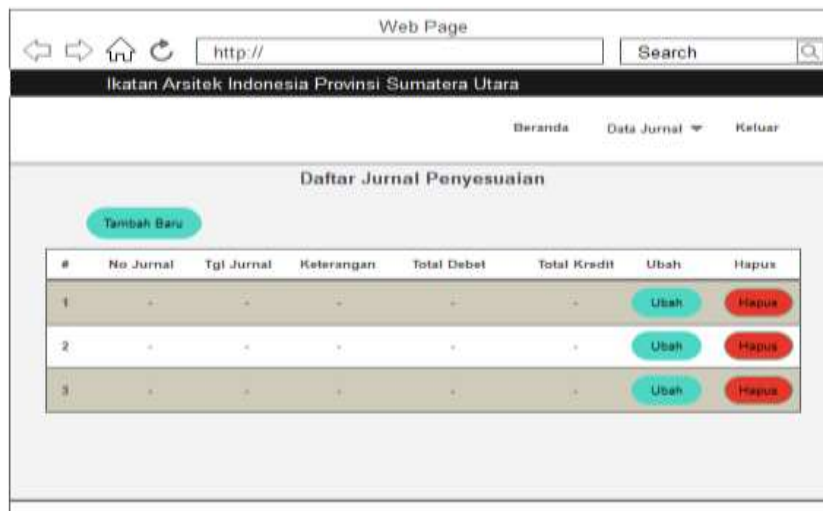 Web Page
http:// Search
Ikatan Arsitek Indonesia Provinsi Sumatera Utara
Beranda Data Jurnal Keluar
Daftar Jurnal Penyesuaian
Tambah Baru
# No Jurnal Tgl Jurnal Keterangan Total Debet Total Kredit Ubah Hapus
1 - - - - - Ubah Hapus
2 - - - - - Ubah Hapus
3 - - - - - Ubah Hapus